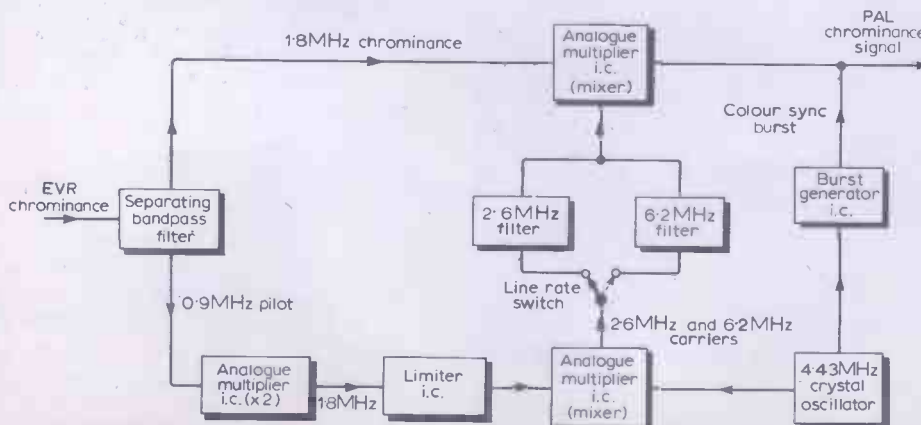 PAL
chrominance
signal
1·8MHz chrominance
Analogue
multiplier
i.c.
(mixer)
Colour sync
burst
EVR
chrominance
Separating
bandpass
filter
2·6MHz
filter
6·2MHz
filter
Burst
generator
i.c.
Line rate
switch
0·9MHz pilot
2·6MHz and 6·2MHz
carriers
Analogue
multiplier
i.c.(x2)
1·8MHz
Limiter
i.c.
Analogue
multiplier
i.c.
(mixer)
4·43MHz
crystal
oscillator